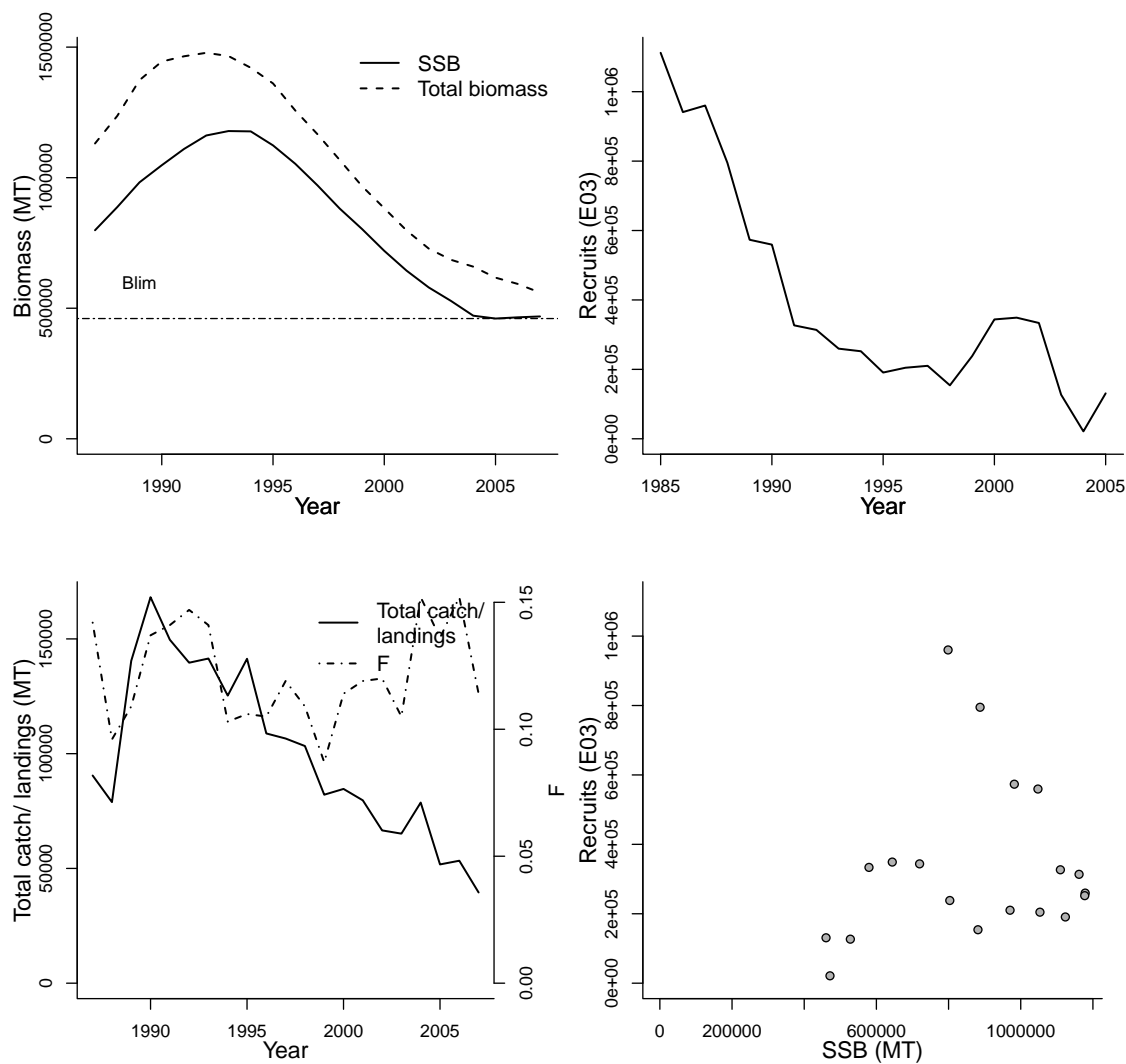 SSB
Total biomass
Blim
Biomass (MT)
0
500000
1000000
1500000
1990
1995
2000
2005
Year
Recruits (E03)
0e+00
2e+05
4e+05
6e+05
8e+05
1e+06
1985
1990
1995
2000
2005
Year
Total catch/
landings
F
Total catch/ landings (MT)
0
50000
100000
150000
F
0.00
0.05
0.10
0.15
1990
1995
2000
2005
Year
Recruits (E03)
0e+00
2e+05
4e+05
6e+05
8e+05
1e+06
0
200000
600000
1000000
SSB (MT)